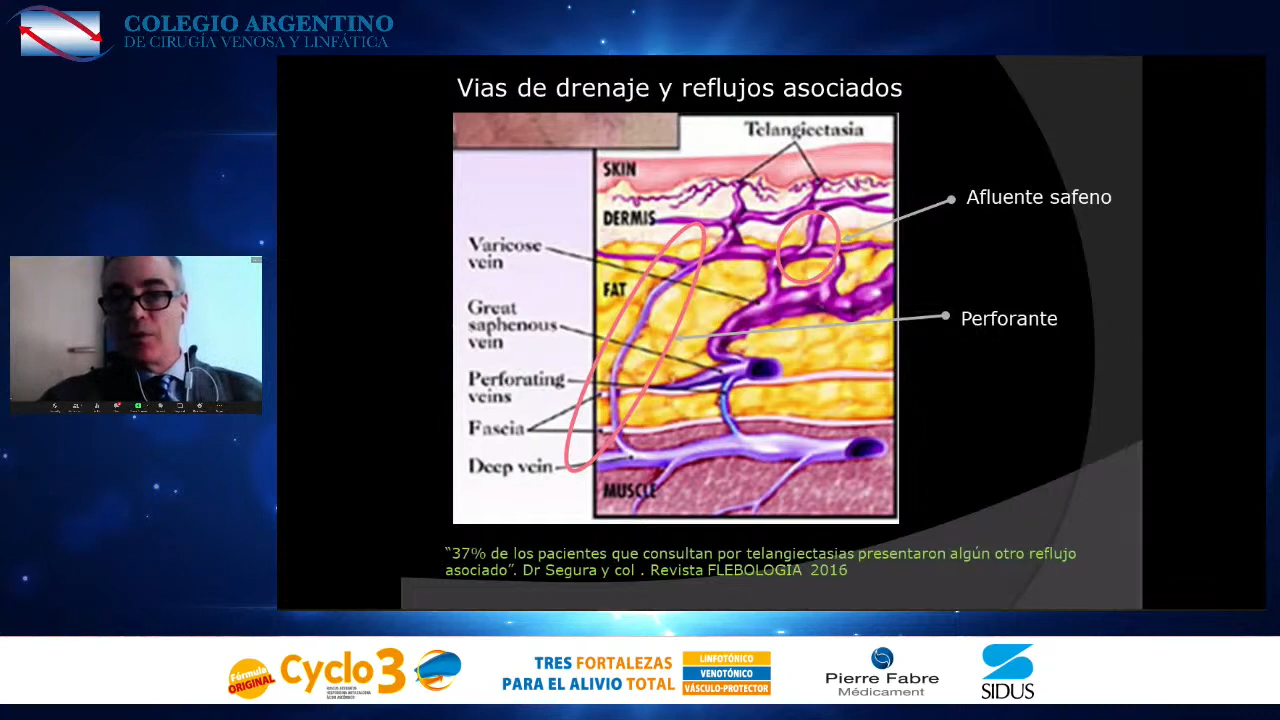 COLEGIO ARGENTINO
DE CIRUGÍA VENOSA Y LINFÁTICA
Vias de drenaje y reflujos asociados
Telangiectasia
SKIN
DERMIS
Afluente safeno
Varicose
vein
FAT
Great
saphenous
vein
Perforante
Perforating
veins
Fascia
Deep vein
MUSCLE
“37% de los pacientes que consultan por telangiectasias presentaron algún otro reflujo
asociado”. Dr Segura y col . Revista FLEBOLOGIA 2016
Fórmula
ORIGINAL
Cyclo 3
TRES FORTALEZAS
PARA EL ALIVIO TOTAL
LINFOTÓNICO
VENOTÓNICO
VÁSCULO-PROTECTOR
Pierre Fabre
Médicament
SIDUS